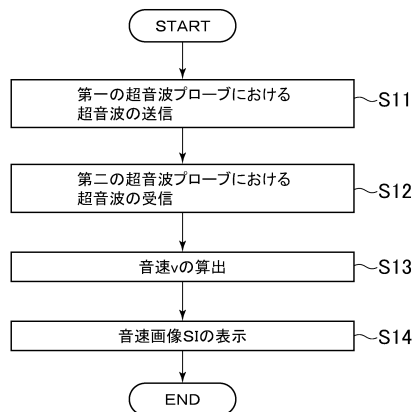 START
第一の超音波プローブにおける
超音波の送信
S11
第二の超音波プローブにおける
超音波の受信
S12
音速vの算出
S13
音速画像SIの表示
S14
END